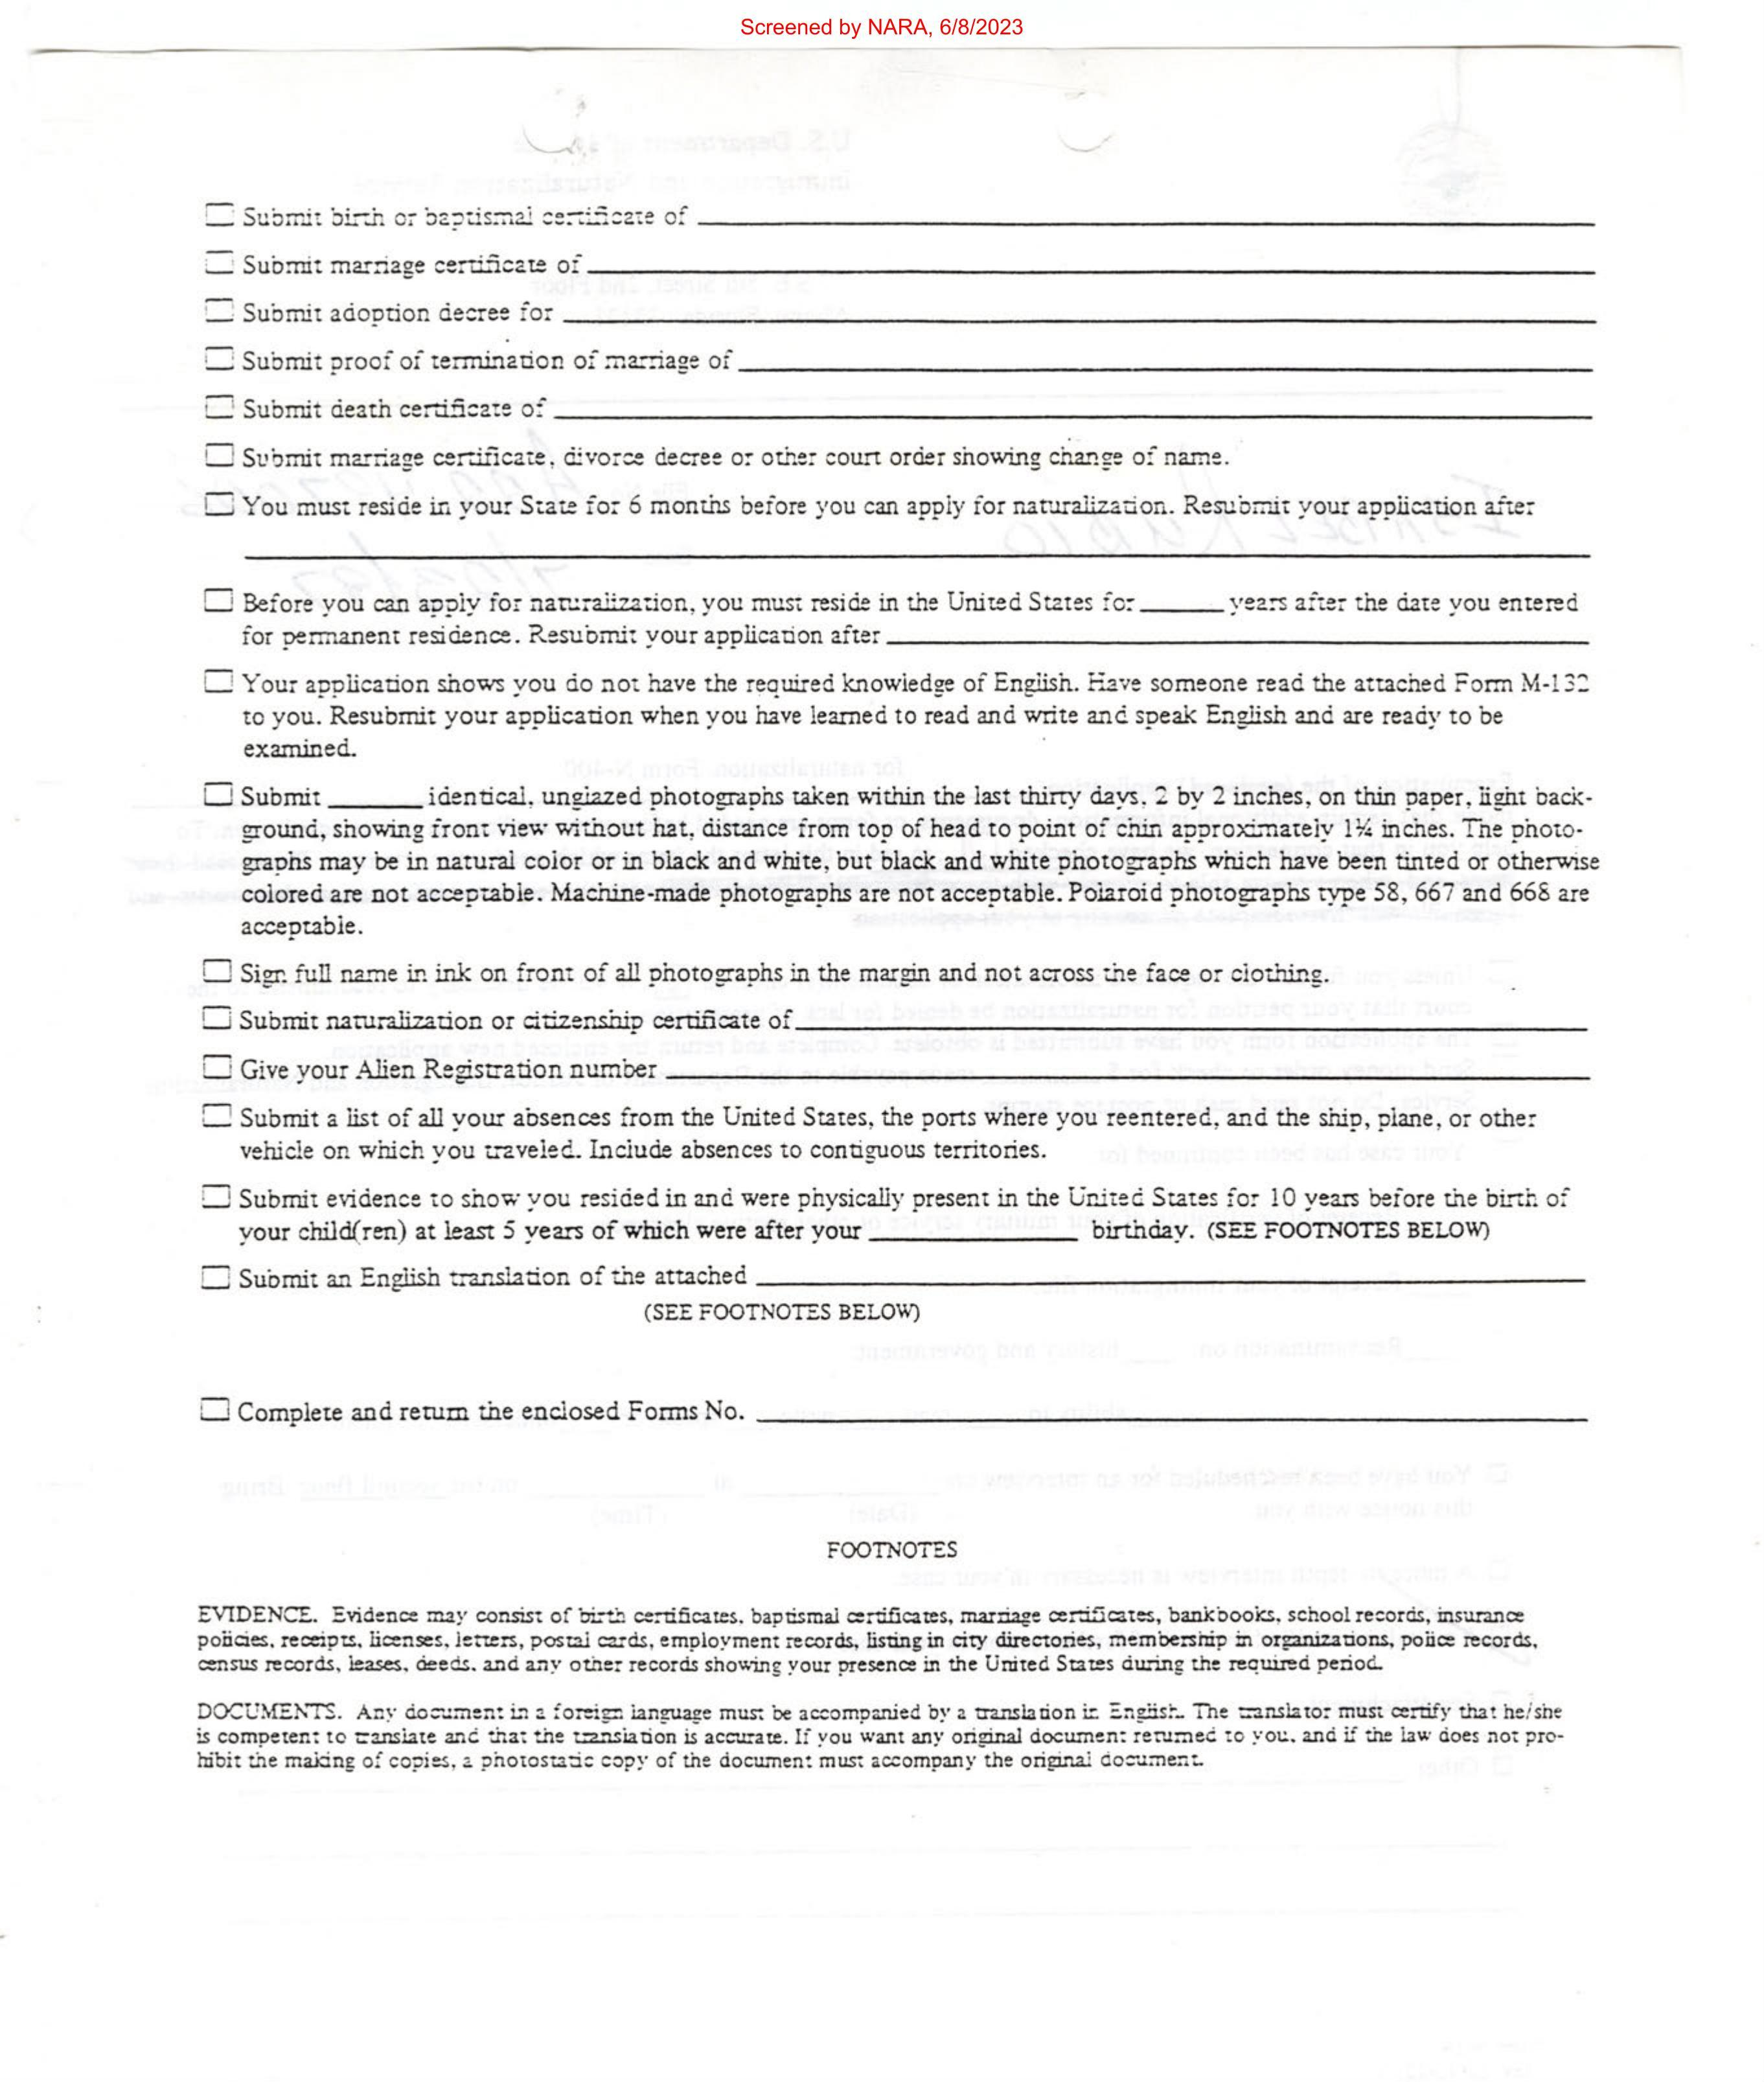 Screened by NARA, 6/8/2023
Submit birth or baptismal certificate of
Submit marriage certificate of
Submit adoption decree for
Submit proof of termination of marriage of
Submit death certificate of
Submit marriage certificate, divorce decree or other court order showing change of name.
You must reside in your State for 6 months before you can apply for naturalization. Resubmit your application after
Before you can apply for naturalization, you must reside in the United States for ______ years after the date you entered
for permanent residence. Resubmit your application after
Your application shows you do not have the required knowledge of English. Have someone read the attached Form M-132
to you. Resubmit your application when you have learned to read and write and speak English and are ready to be
examined.
Submit ______ identical, unglazed photographs taken within the last thirty days, 2 by 2 inches, on thin paper, light back-
ground, showing front view without hat, distance from top of head to point of chin approximately 1¼ inches. The photo-
graphs may be in natural color or in black and white, but black and white photographs which have been tinted or otherwise
colored are not acceptable. Machine-made photographs are not acceptable. Polaroid photographs type 58, 667 and 668 are
acceptable.
Sign full name in ink on front of all photographs in the margin and not across the face or clothing.
Submit naturalization or citizenship certificate of
Give your Alien Registration number.
Submit a list of all your absences from the United States, the ports where you reentered, and the ship, plane, or other
vehicle on which you traveled. Include absences to contiguous territories.
Submit evidence to show you resided in and were physically present in the United States for 10 years before the birth of
your child(ren) at least 5 years of which were after your ______ birthday. (SEE FOOTNOTES BELOW)
Submit an English translation of the attached
(SEE FOOTNOTES BELOW)
Complete and return the enclosed Forms No.
FOOTNOTES
EVIDENCE. Evidence may consist of birth certificates, baptismal certificates, marriage certificates, bankbooks, school records, insurance
policies, receipts, licenses, letters, postal cards, employment records, listing in city directories, membership in organizations, police records,
census records, leases, deeds, and any other records showing your presence in the United States during the required period.
DOCUMENTS. Any document in a foreign language must be accompanied by a translation in English. The translator must certify that he/she
is competent to translate and that the translation is accurate. If you want any original document returned to you, and if the law does not pro-
hibit the making of copies, a photostatic copy of the document must accompany the original document.